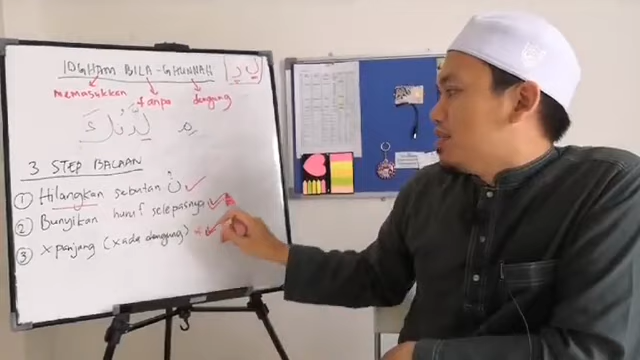 IDGHAM BILA-GHUNNAH
memasukkan tanpa dengung
3 STEP BACAAN
① Hilangkan sebutan نْ ✓
② Bunyikan huruf selepasnya ✓
③ x panjang (xade dengung)